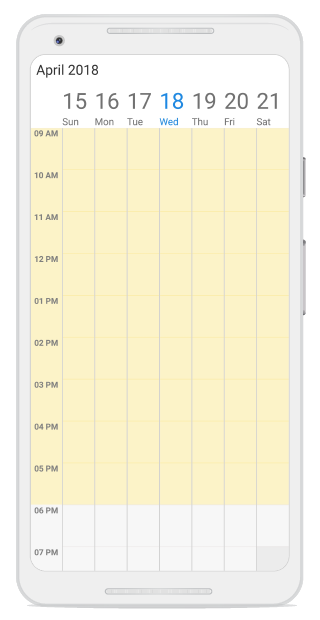 April 2018
15 16 17 18 19 20 21
Sun Mon Tue Wed Thu Fri Sat
09 AM
10 AM
11 AM
12 PM
01 PM
02 PM
03 PM
04 PM
05 PM
06 PM
07 PM